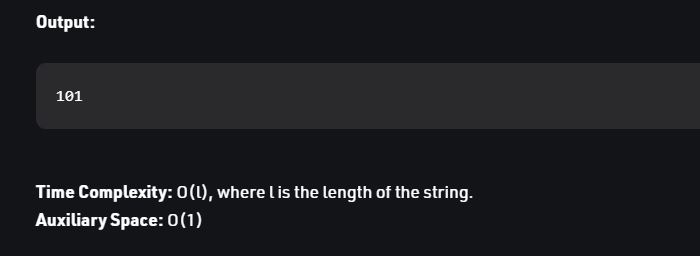 Output:
101
Time Complexity: O(l), where l is the length of the string.
Auxiliary Space: O(1)